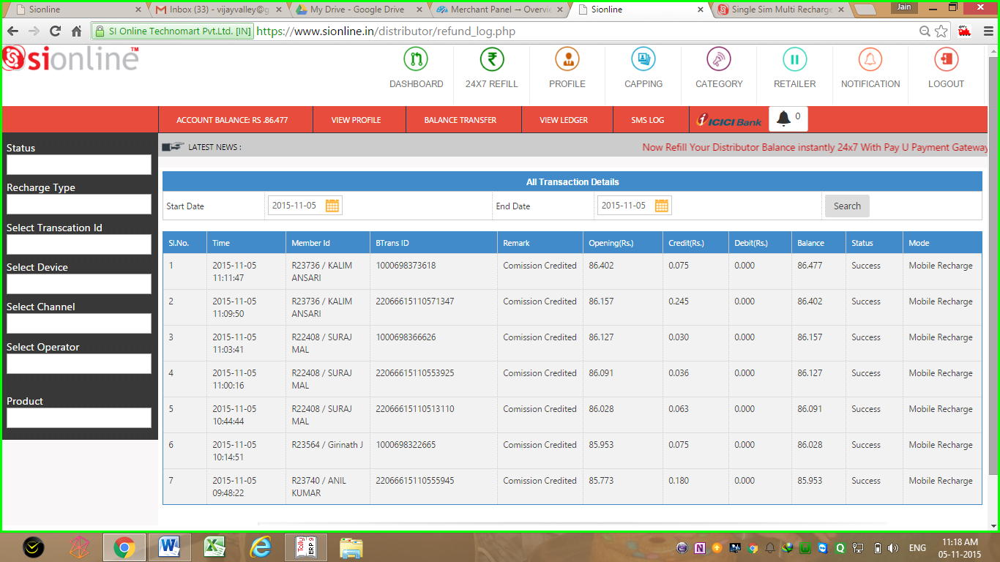 Sionline
Inbox (33) - vijayvalley@g
My Drive - Google Drive
Merchant Panel → Overvie
Sionline
Single Sim Multi Recharge
Jain
SI Online Technomart Pvt.Ltd. [IN]
https://www.sionline.in/distributor/refund_log.php
sionline™
DASHBOARD
24X7 REFILL
PROFILE
CAPPING
CATEGORY
RETAILER
NOTIFICATION
LOGOUT
ACCOUNT BALANCE: RS .86.477
VIEW PROFILE
BALANCE TRANSFER
VIEW LEDGER
SMS LOG
ICICI Bank
0
Status
Recharge Type
Select Transcation Id
Select Device
Select Channel
Select Operator
Product
LATEST NEWS :
Now Refill Your Distributor Balance instantly 24x7 With Pay U Payment Gateway
All Transaction Details
Start Date 2015-11-05 End Date 2015-11-05 Search
Sl.No. Time Member Id BTrans ID Remark Opening(Rs.) Credit(Rs.) Debit(Rs.) Balance Status Mode
1 2015-11-05 R23736 / KALIM 1000698373618 Comission Credited 86.402 0.075 0.000 86.477 Success Mobile Recharge
11:11:47 ANSARI
2 2015-11-05 R23736 / KALIM 22066615110571347 Comission Credited 86.157 0.245 0.000 86.402 Success Mobile Recharge
11:09:50 ANSARI
3 2015-11-05 R22408 / SURAJ 1000698366626 Comission Credited 86.127 0.030 0.000 86.157 Success Mobile Recharge
11:03:41 MAL
4 2015-11-05 R22408 / SURAJ 22066615110553925 Comission Credited 86.091 0.036 0.000 86.127 Success Mobile Recharge
11:00:16 MAL
5 2015-11-05 R22408 / SURAJ 22066615110513110 Comission Credited 86.028 0.063 0.000 86.091 Success Mobile Recharge
10:44:44 MAL
6 2015-11-05 R23564 / Girinath J 1000698322665 Comission Credited 85.953 0.075 0.000 86.028 Success Mobile Recharge
10:14:51
7 2015-11-05 R23740 / ANIL 22066615110555945 Comission Credited 85.773 0.180 0.000 85.953 Success Mobile Recharge
09:48:22 KUMAR
Tally
ERP 9
ENG
11:18 AM
05-11-2015